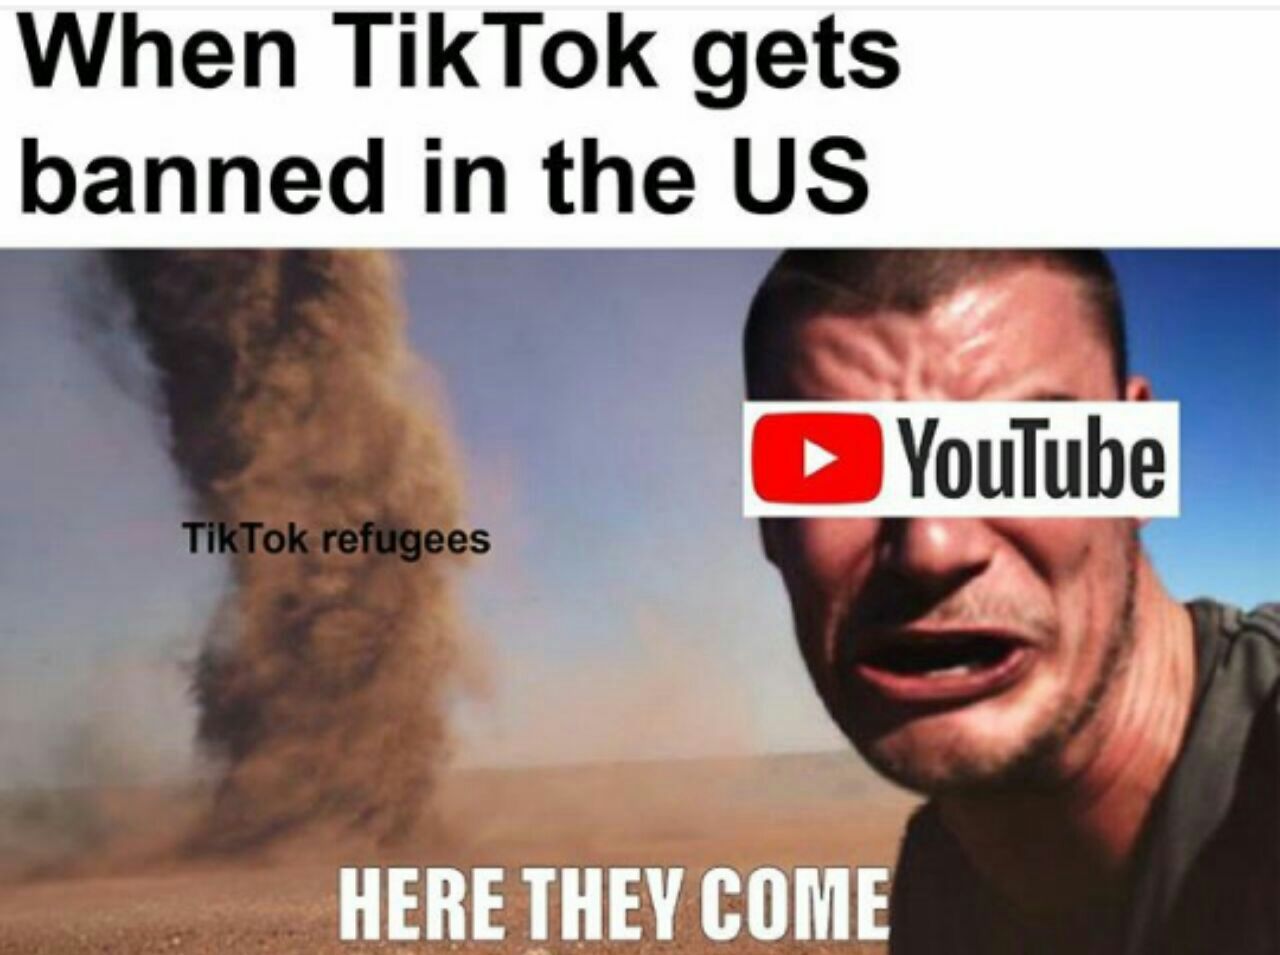 When TikTok gets
banned in the US
YouTube
TikTok refugees
HERE THEY COME